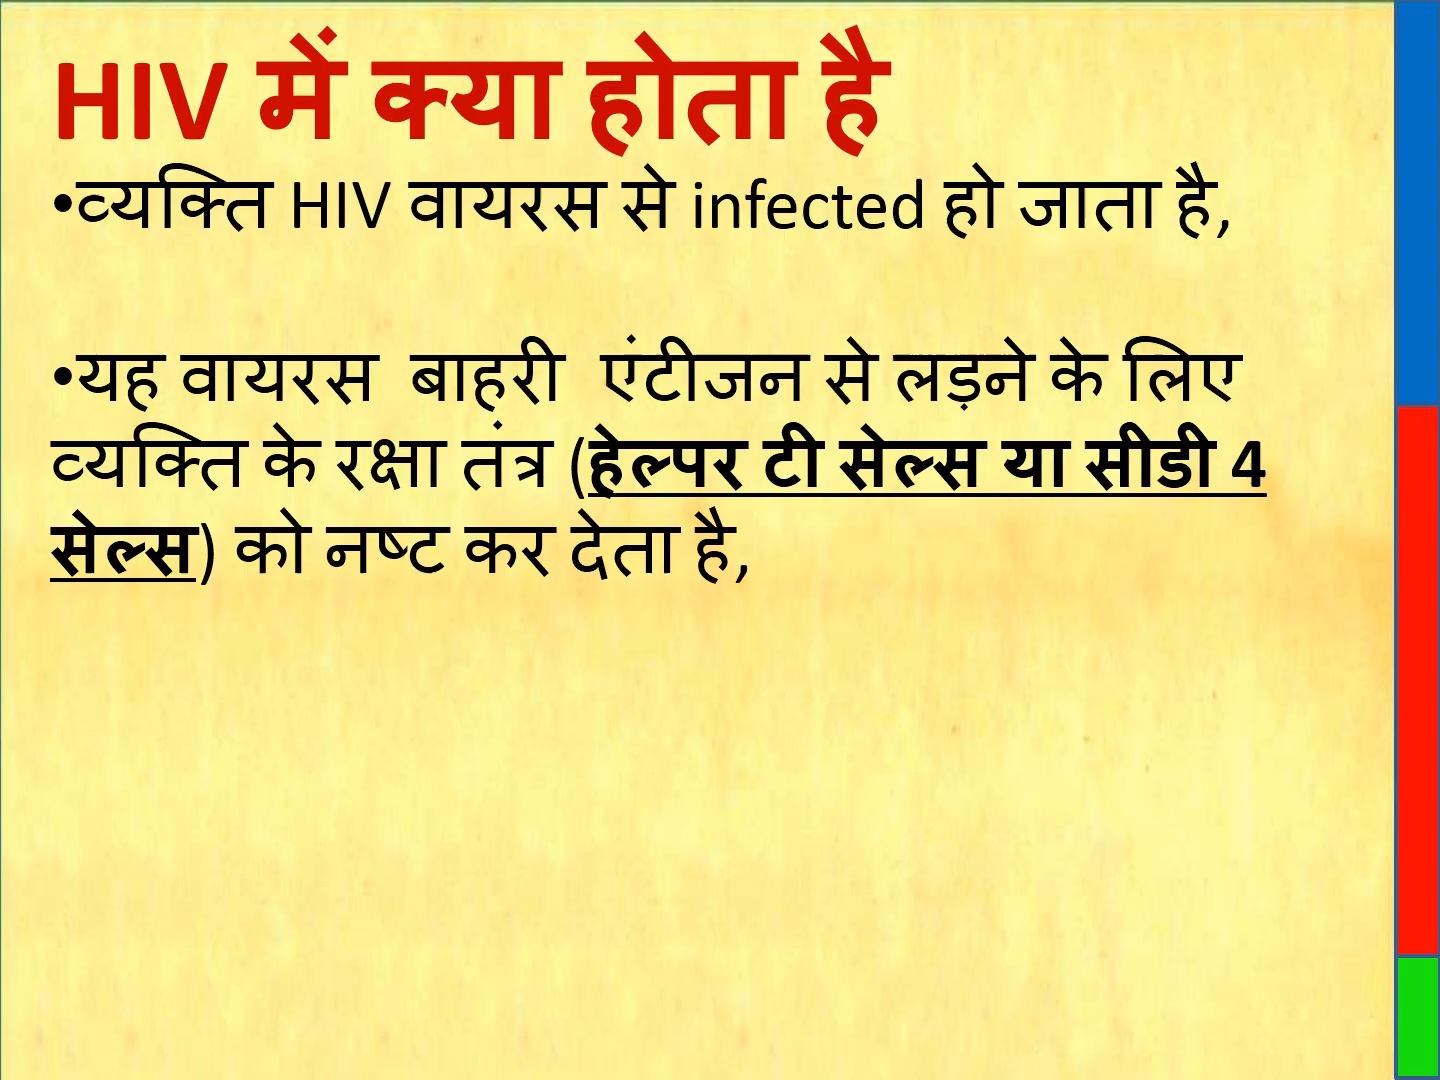 HIV में क्या होता है
•व्यक्ति HIV वायरस से infected हो जाता है,
•यह वायरस बाहरी एंटीजन से लड़ने के लिए
व्यक्ति के रक्षा तंत्र (हेल्पर टी सेल्स या सीडी 4
सेल्स) को नष्ट कर देता है,